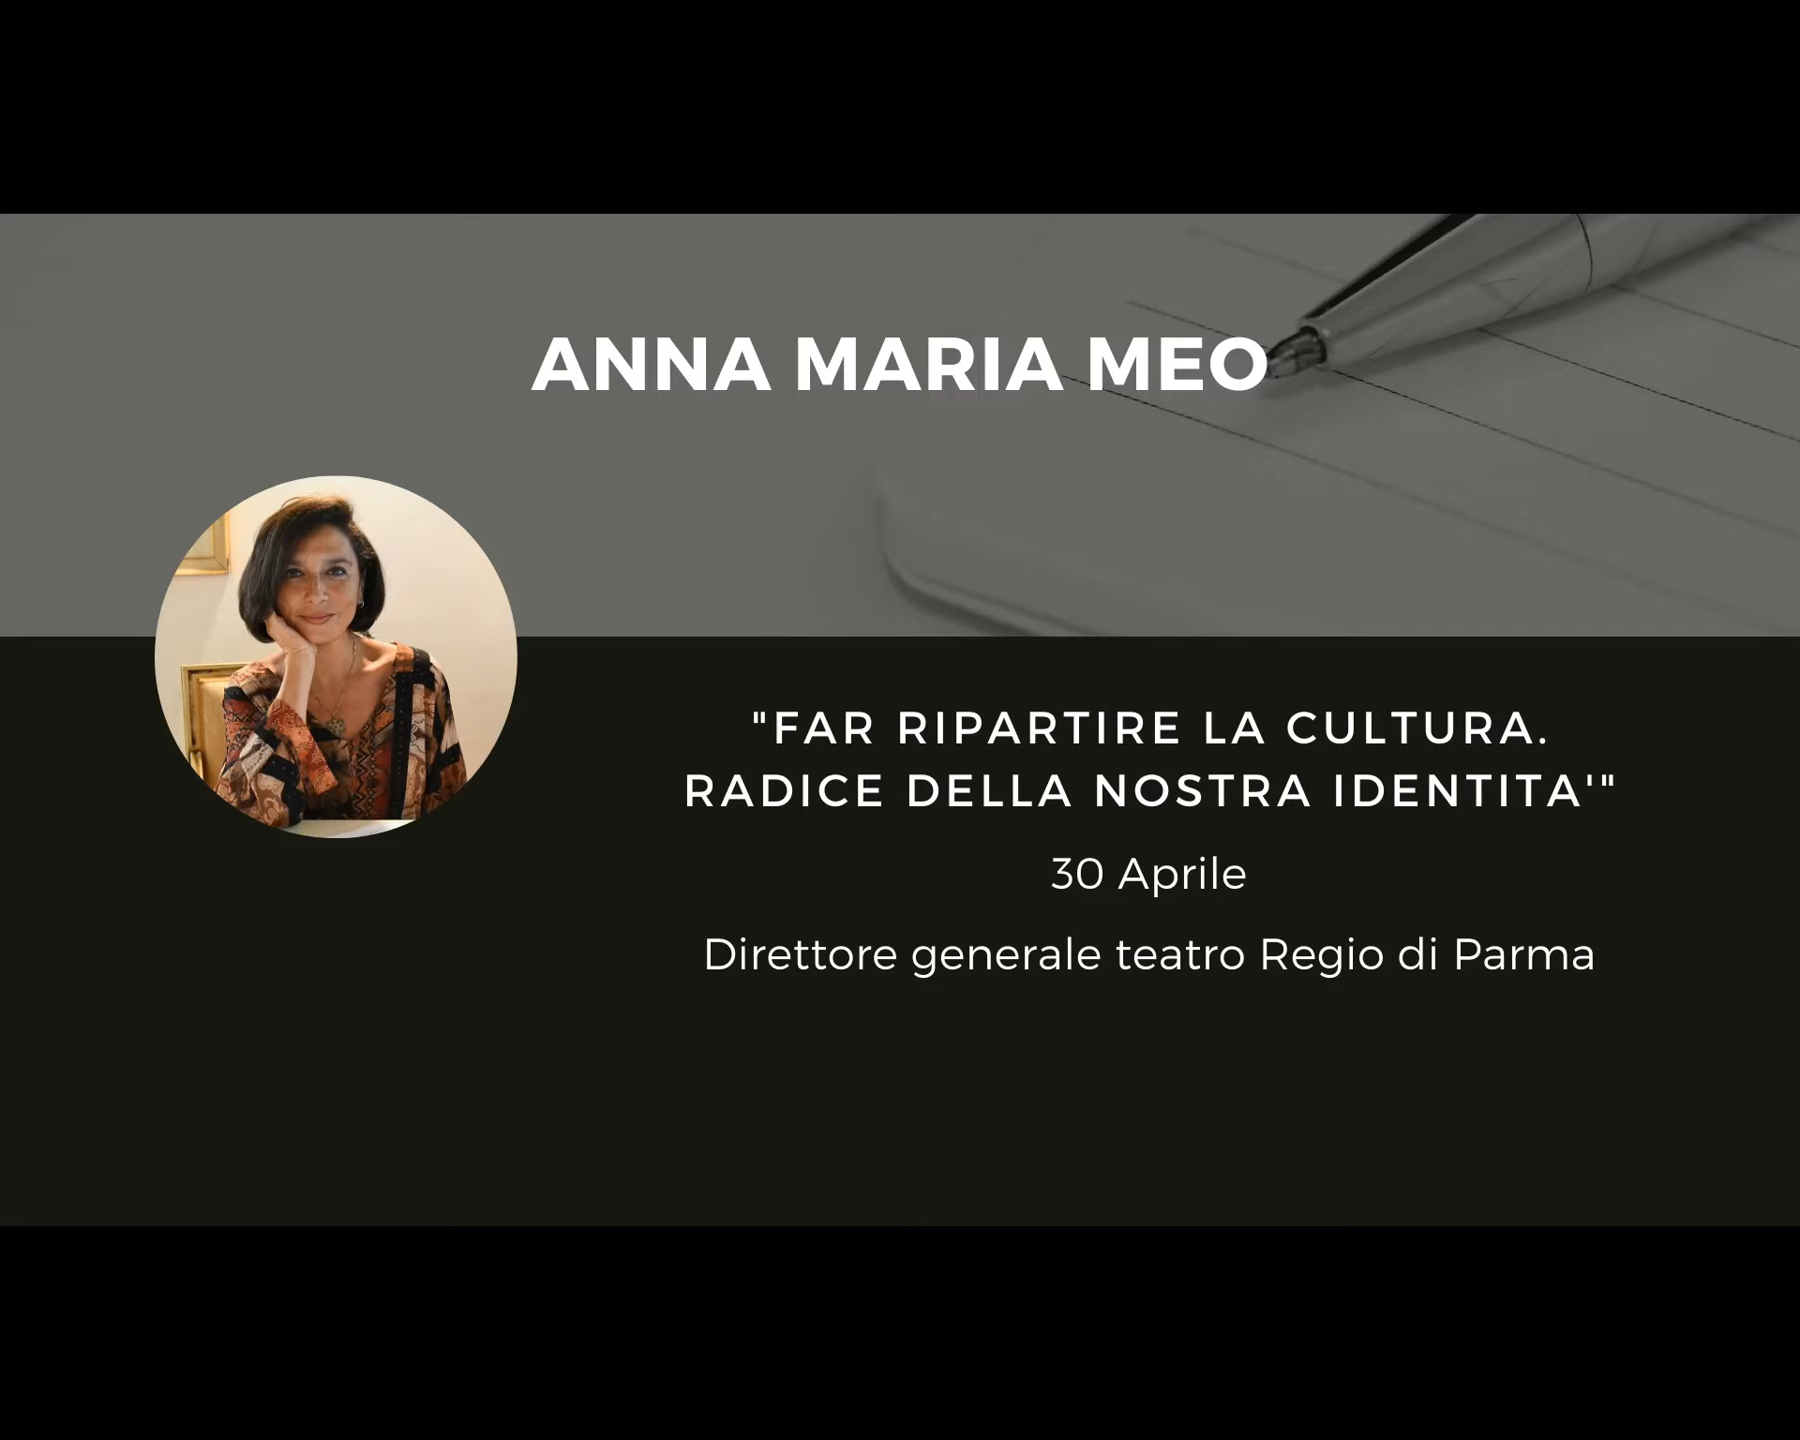 ANNA MARIA MEO
"FAR RIPARTIRE LA CULTURA.
RADICE DELLA NOSTRA IDENTITA'"
30 Aprile
Direttore generale teatro Regio di Parma